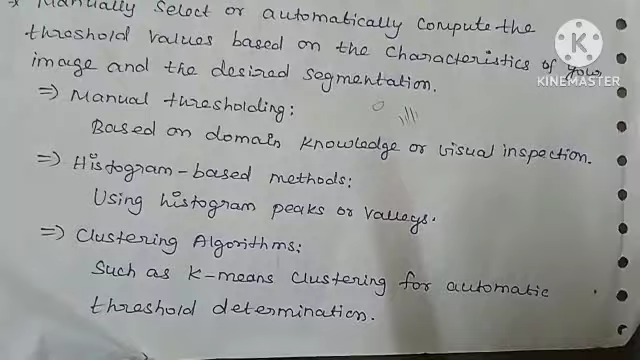 → Manually select or automatically compute the
threshold values based on the characteristics of your
image and the desired segmentation.
⇒ Manual thresholding:
Based on domain knowledge or visual inspection.
⇒ Histogram-based methods:
Using histogram peaks or valleys.
⇒ Clustering Algorithms:
Such as K-means clustering for automatic
threshold determination.
KINEMASTER